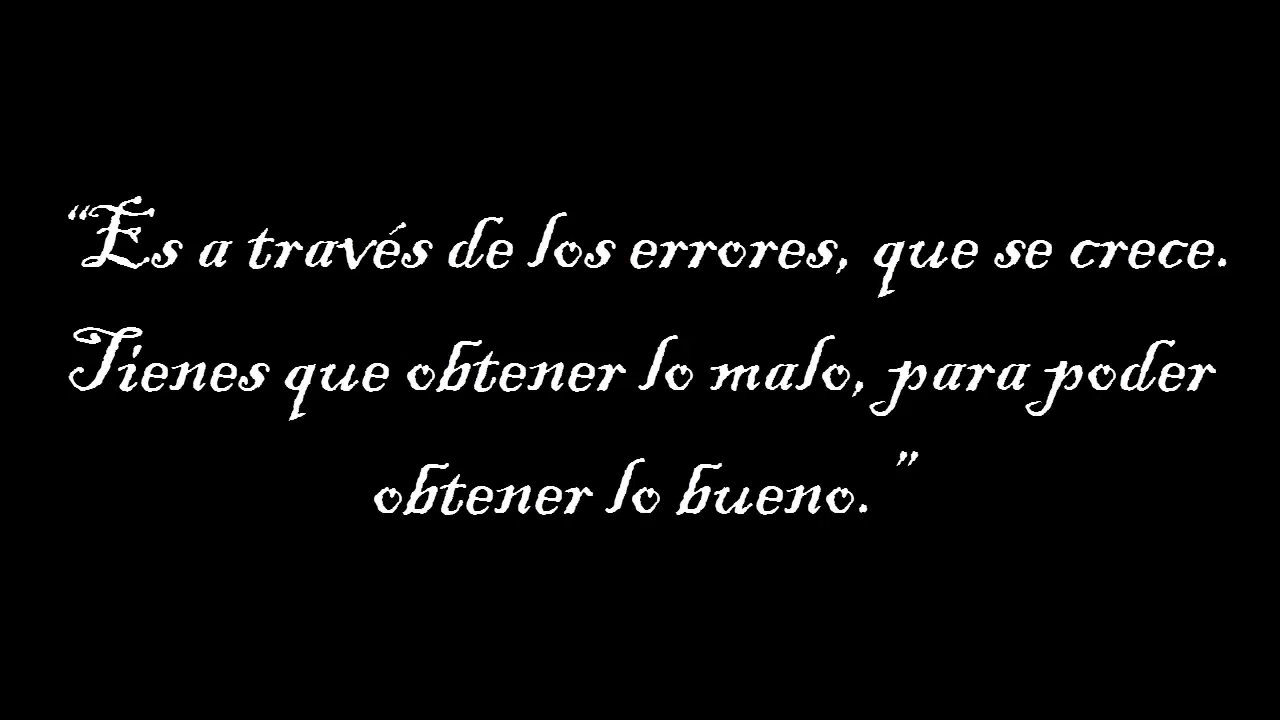 “Es a través de los errores, que se crece.
Tienes que obtener lo malo, para poder
obtener lo bueno.”